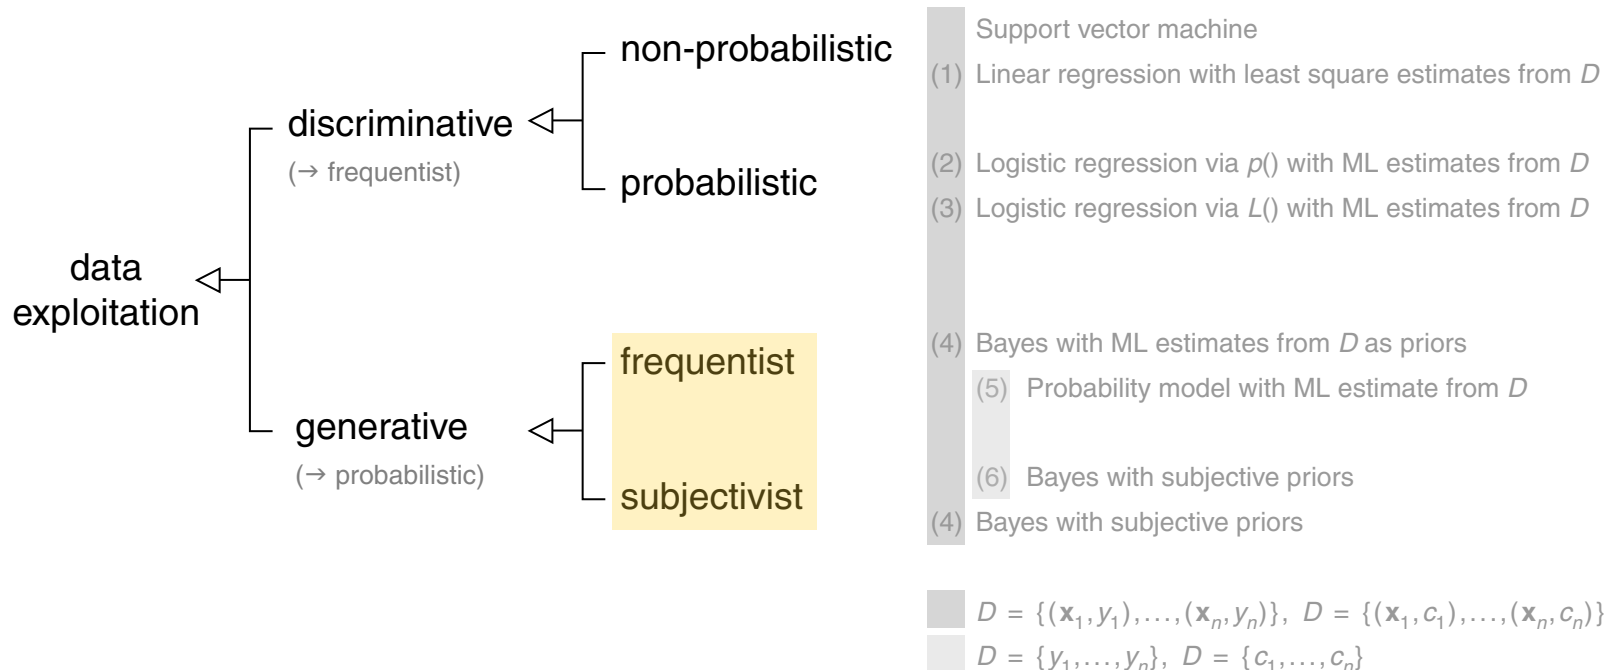 non-probabilistic
Support vector machine
(1) Linear regression with least square estimates from D
discriminative
(→ frequentist)
probabilistic
(2) Logistic regression via p() with ML estimates from D
(3) Logistic regression via L() with ML estimates from D
data
exploitation
frequentist
(4) Bayes with ML estimates from D as priors
(5) Probability model with ML estimate from D
generative
(→ probabilistic)
subjectivist
(6) Bayes with subjective priors
(4) Bayes with subjective priors
D = {(x₁,y₁),...,(xₙ,yₙ)}, D = {(x₁,c₁),...,(xₙ,cₙ)}
D = {y₁,...,yₙ}, D = {c₁,...,cₙ}